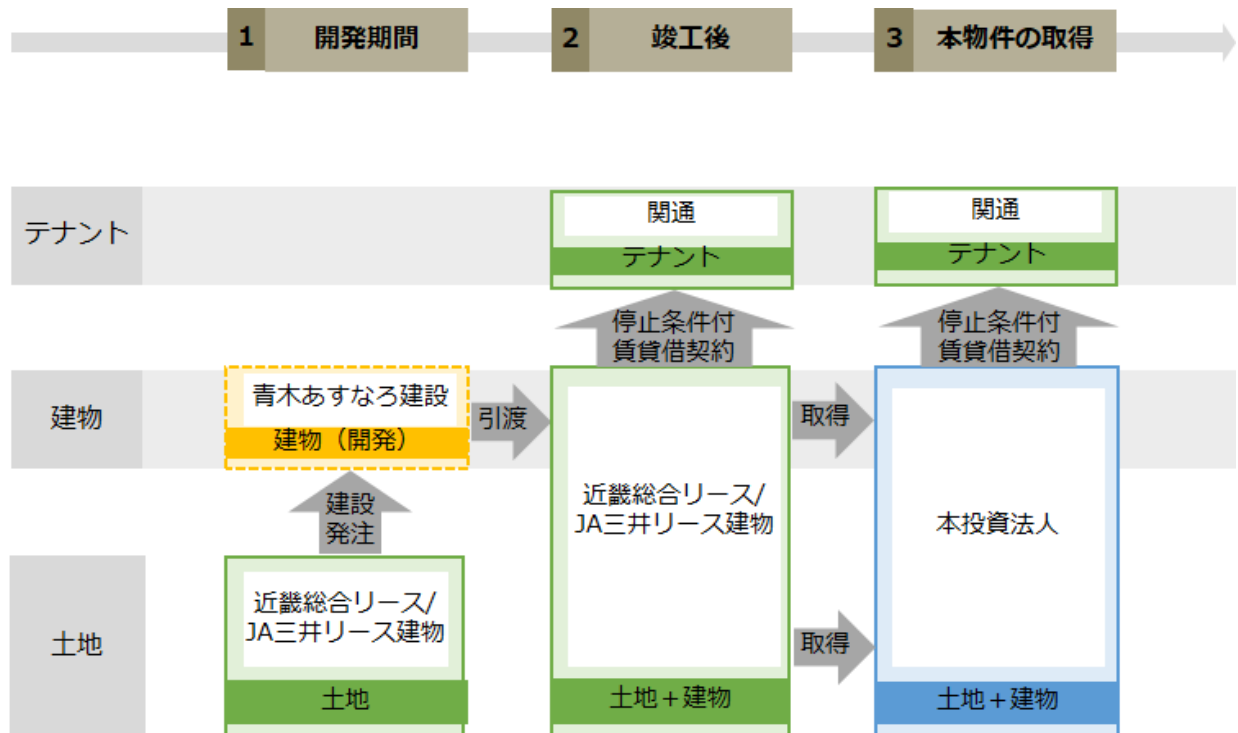 1 開発期間
2 竣工後
3 本物件の取得
テナント
関通
テナント
関通
テナント
停止条件付
賃貸借契約
停止条件付
賃貸借契約
建物
青木あすなろ建設
建物（開発）
引渡
取得
建設
発注
近畿総合リース/
JA三井リース建物
本投資法人
土地
近畿総合リース/
JA三井リース建物
取得
土地
土地＋建物
土地＋建物